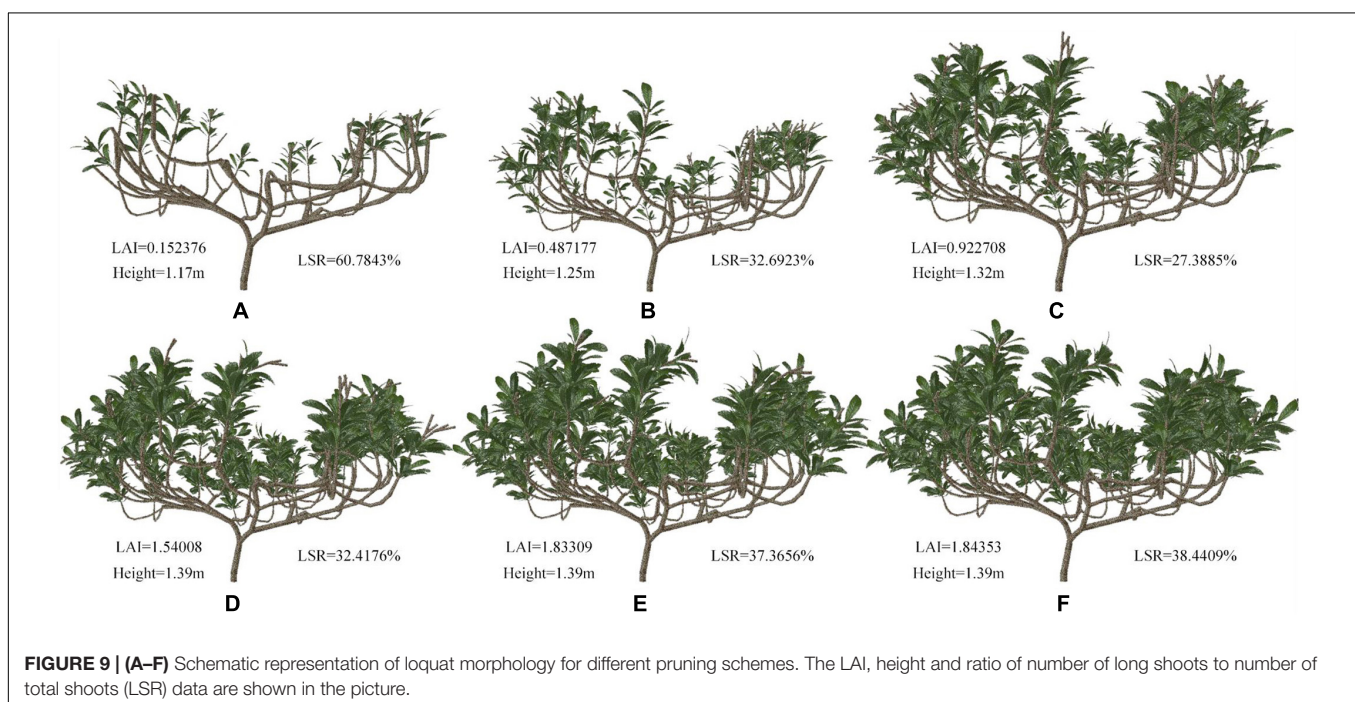 LAI=0.152376
Height=1.17m
LSR=60.7843%
A
LAI=0.487177
Height=1.25m
LSR=32.6923%
B
LAI=0.922708
Height=1.32m
LSR=27.3885%
C
LAI=1.54008
Height=1.39m
LSR=32.4176%
D
LAI=1.83309
Height=1.39m
LSR=37.3656%
E
LAI=1.84353
Height=1.39m
LSR=38.4409%
F
FIGURE 9 | (A–F) Schematic representation of loquat morphology for different pruning schemes. The LAI, height and ratio of number of long shoots to number of
total shoots (LSR) data are shown in the picture.